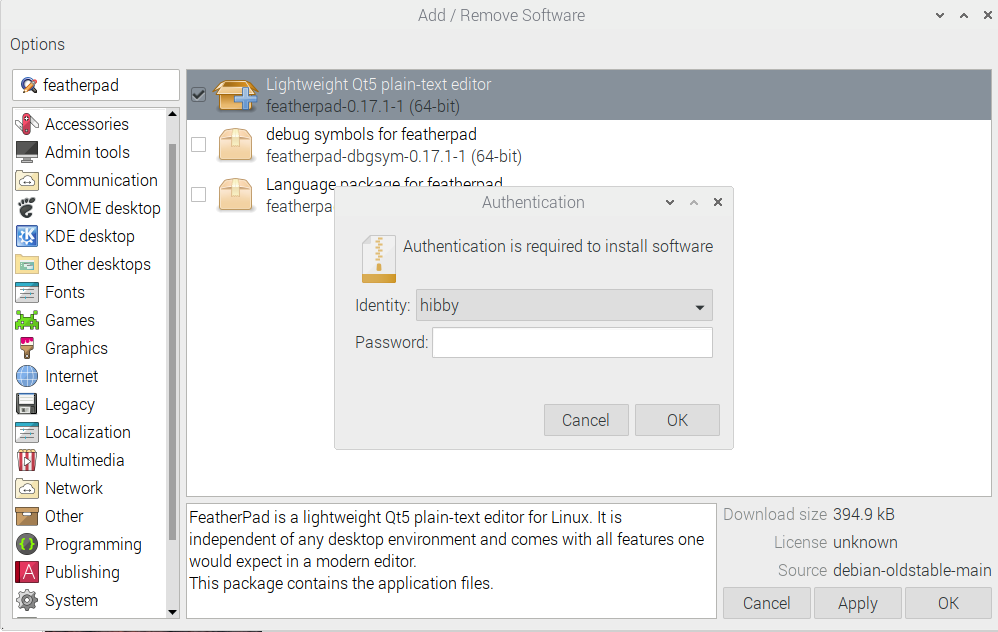 Add / Remove Software
Options
featherpad
Accessories
Admin tools
Communication
GNOME desktop
KDE desktop
Other desktops
Fonts
Games
Graphics
Internet
Legacy
Localization
Multimedia
Network
Other
Programming
Publishing
System
Lightweight Qt5 plain-text editor
featherpad-0.17.1-1 (64-bit)
debug symbols for featherpad
featherpad-dbgsym-0.17.1-1 (64-bit)
Language package for featherpad
featherpa
Authentication
Authentication is required to install software
Identity: hibby
Password:
Cancel OK
FeatherPad is a lightweight Qt5 plain-text editor for Linux. It is
independent of any desktop environment and comes with all features one
would expect in a modern editor.
This package contains the application files.
Download size 394.9 kB
License unknown
Source debian-oldstable-main
Cancel Apply OK